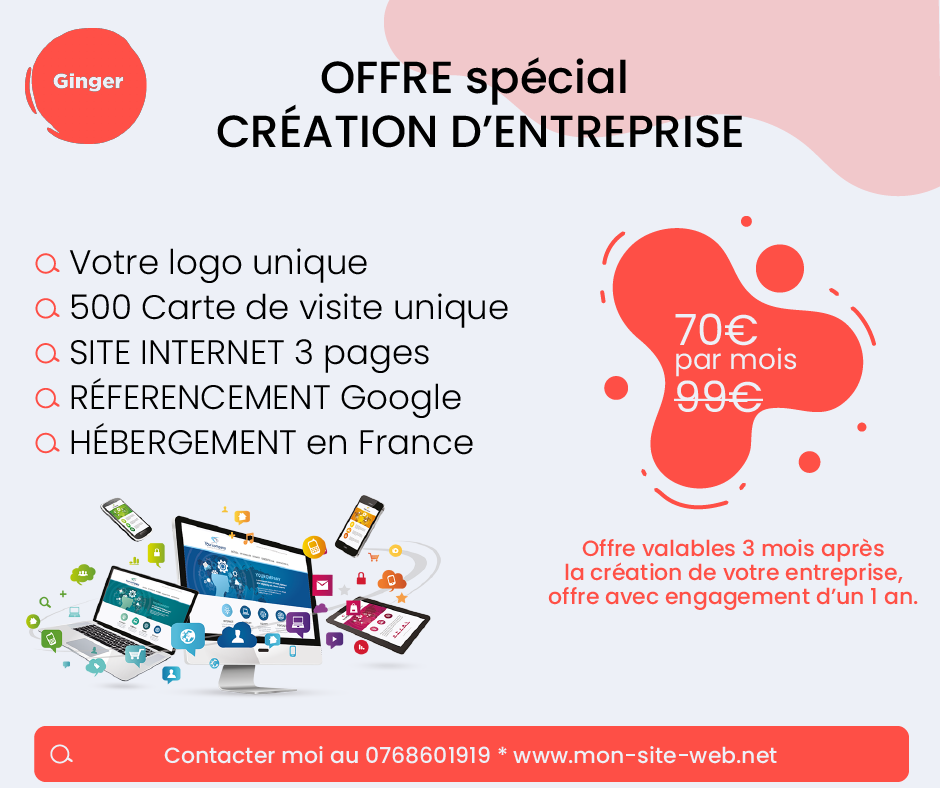 Ginger
OFFRE spécial
CRÉATION D’ENTREPRISE
Votre logo unique
500 Carte de visite unique
SITE INTERNET 3 pages
RÉFERENCEMENT Google
HÉBERGEMENT en France
70€
par mois
99€
Offre valables 3 mois après
la création de votre entreprise,
offre avec engagement d’un 1 an.
Contacter moi au 0768601919 * www.mon-site-web.net